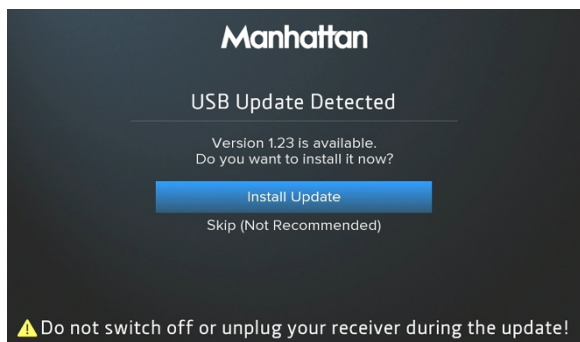 Manhattan
USB Update Detected
Version 1.23 is available.
Do you want to install it now?
Install Update
Skip (Not Recommended)
Do not switch off or unplug your receiver during the update!